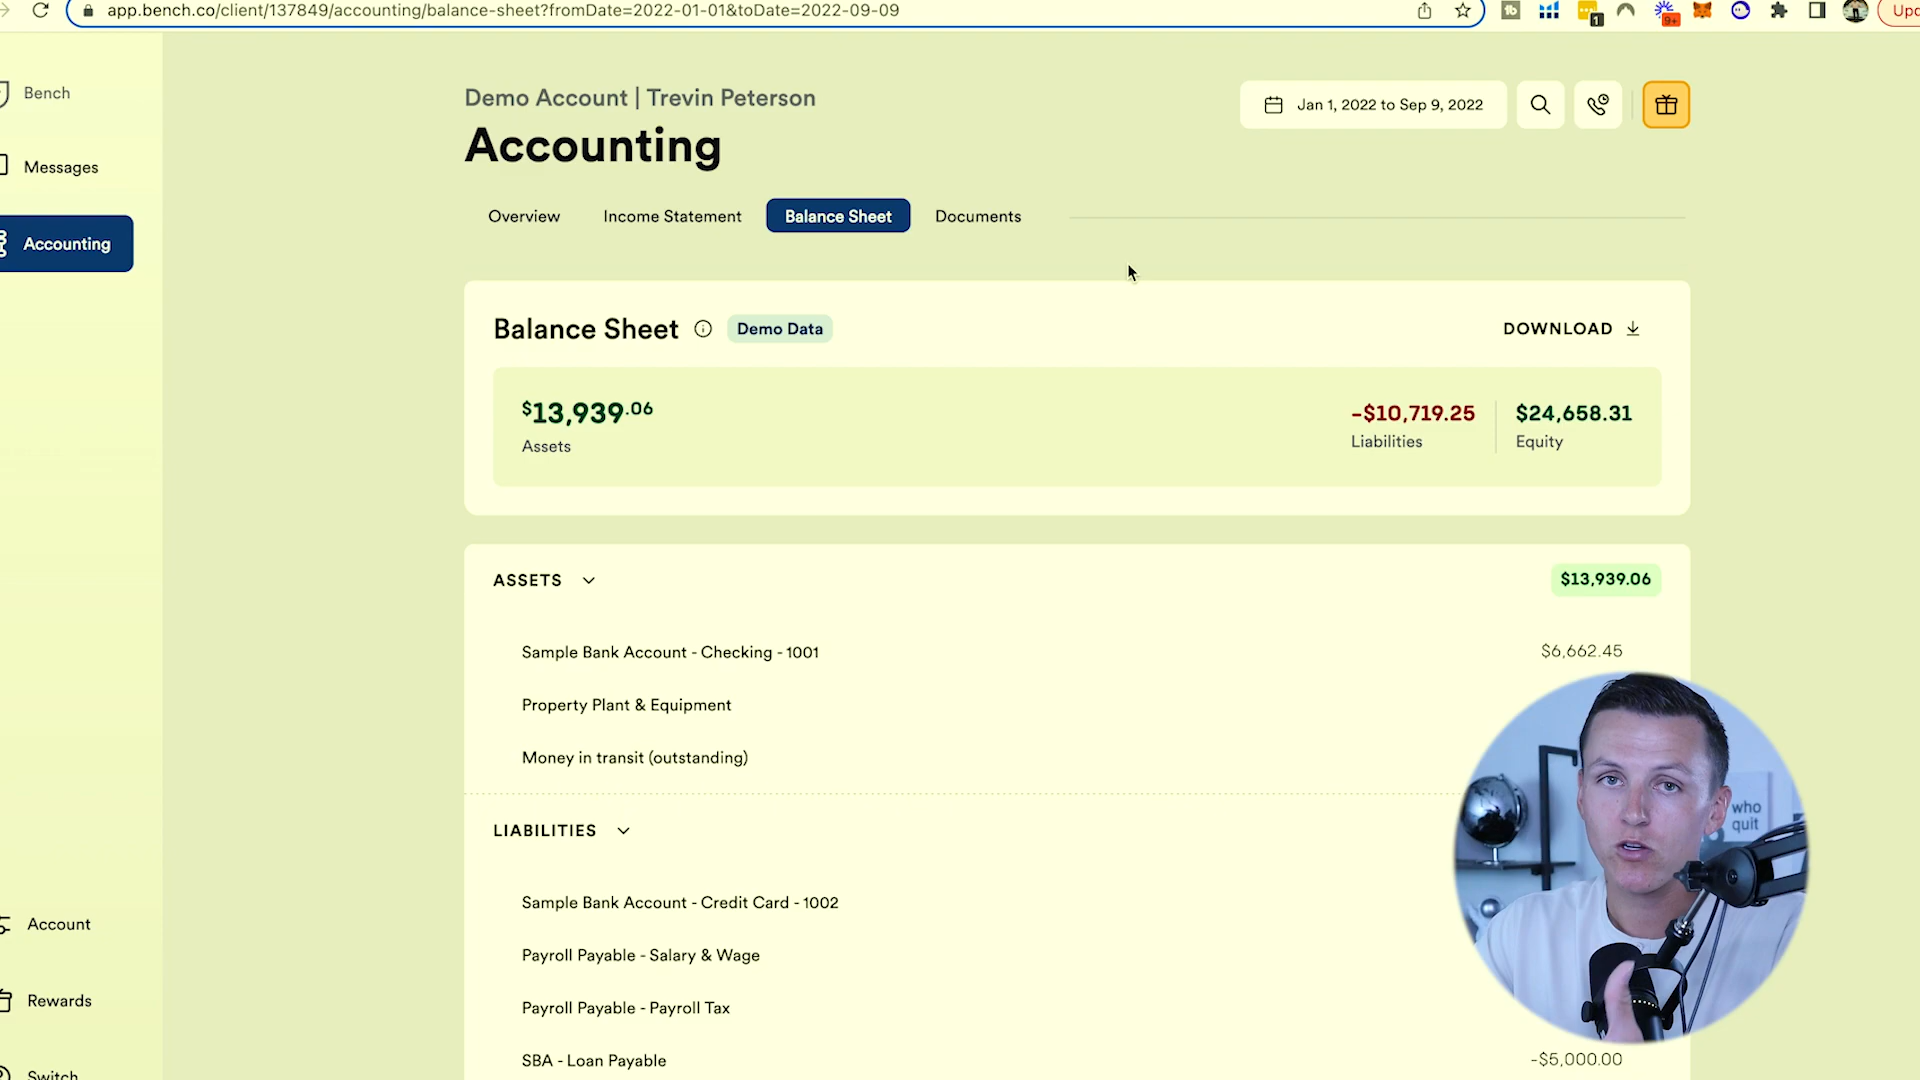 app.bench.co/client/137849/accounting/balance-sheet?fromDate=2022-01-01&toDate=2022-09-09
1
9+
Bench
Messages
Accounting
Account
Rewards
Switch
Demo Account | Trevin Peterson
Accounting
Jan 1, 2022 to Sep 9, 2022
Overview
Income Statement
Balance Sheet
Documents
Balance Sheet
Demo Data
DOWNLOAD
$13,939.06
Assets
-$10,719.25
Liabilities
$24,658.31
Equity
ASSETS
$13,939.06
Sample Bank Account - Checking - 1001
$6,662.45
Property Plant & Equipment
Money in transit (outstanding)
LIABILITIES
Sample Bank Account - Credit Card - 1002
Payroll Payable - Salary & Wage
Payroll Payable - Payroll Tax
SBA - Loan Payable
-$5,000.00
who
quit